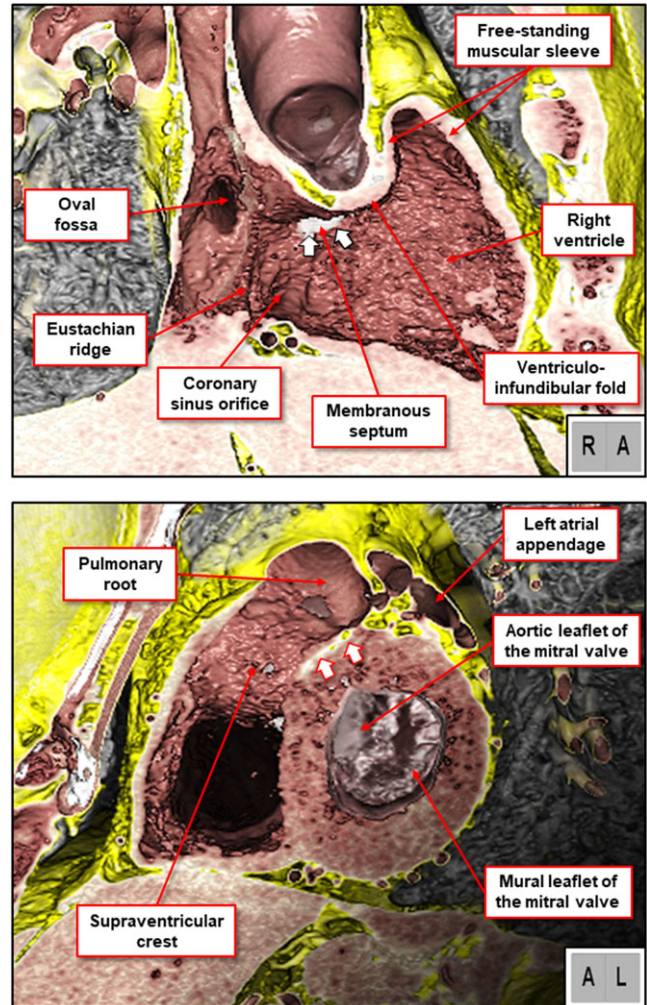 Free-standing
muscular sleeve
Oval
fossa
Right
ventricle
Eustachian
ridge
Coronary
sinus orifice
Membranous
septum
Ventriculo-
infundibular fold
R A
Pulmonary
root
Left atrial
appendage
Aortic leaflet of
the mitral valve
Supraventricular
crest
Mural leaflet of
the mitral valve
A L